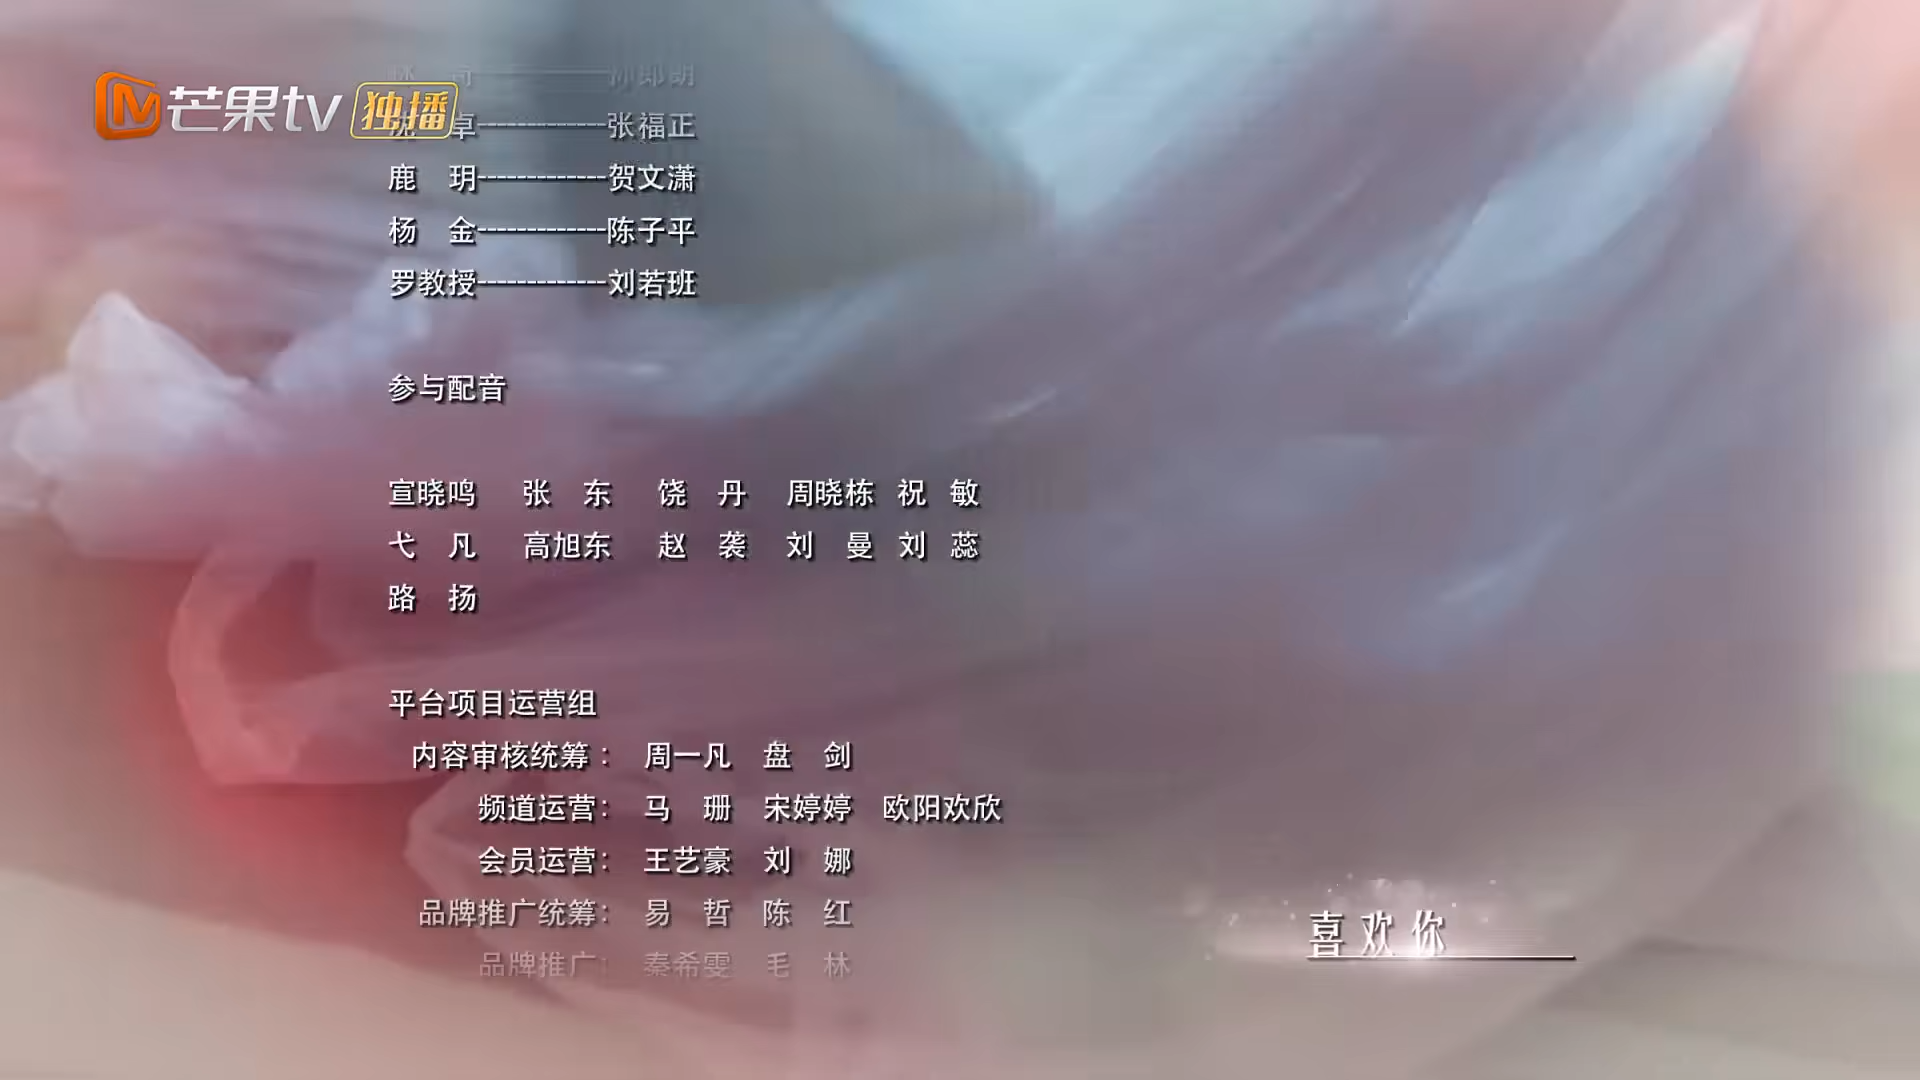 芒果tv 独播
卓-------------张福正
鹿 玥-------------贺文潇
杨 金-------------陈子平
罗教授-------------刘若班
参与配音
宣晓鸣 张 东 饶 丹 周晓栋 祝 敏
弋 凡 高旭东 赵 袭 刘 曼 刘 蕊
路 扬
平台项目运营组
内容审核统筹： 周一凡 盘 剑
频道运营： 马 珊 宋婷婷 欧阳欢欣
会员运营： 王艺豪 刘 娜
品牌推广统筹： 易 哲 陈 红
品牌推广： 秦希雯 毛 林
喜欢你